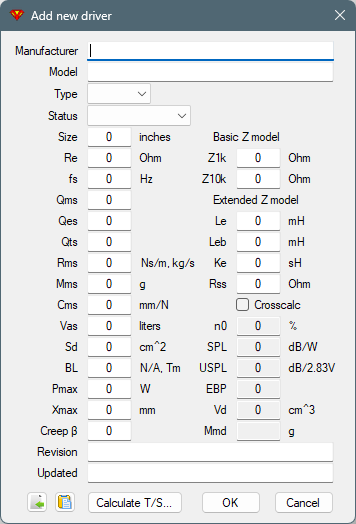 Add new driver
Manufacturer
Model
Type
Status
Size 0 inches Basic Z model
Re 0 Ohm Z1k 0 Ohm
fs 0 Hz Z10k 0 Ohm
Qms 0 Extended Z model
Qes 0 Le 0 mH
Qts 0 Leb 0 mH
Rms 0 Ns/m, kg/s Ke 0 sH
Mms 0 g Rss 0 Ohm
Cms 0 mm/N Crosscalc
Vas 0 liters n0 0 %
Sd 0 cm^2 SPL 0 dB/W
BL 0 N/A, Tm USPL 0 dB/2.83V
Pmax 0 W EBP 0
Xmax 0 mm Vd 0 cm^3
Creep β 0 Mmd g
Revision
Updated
Calculate T/S... OK Cancel